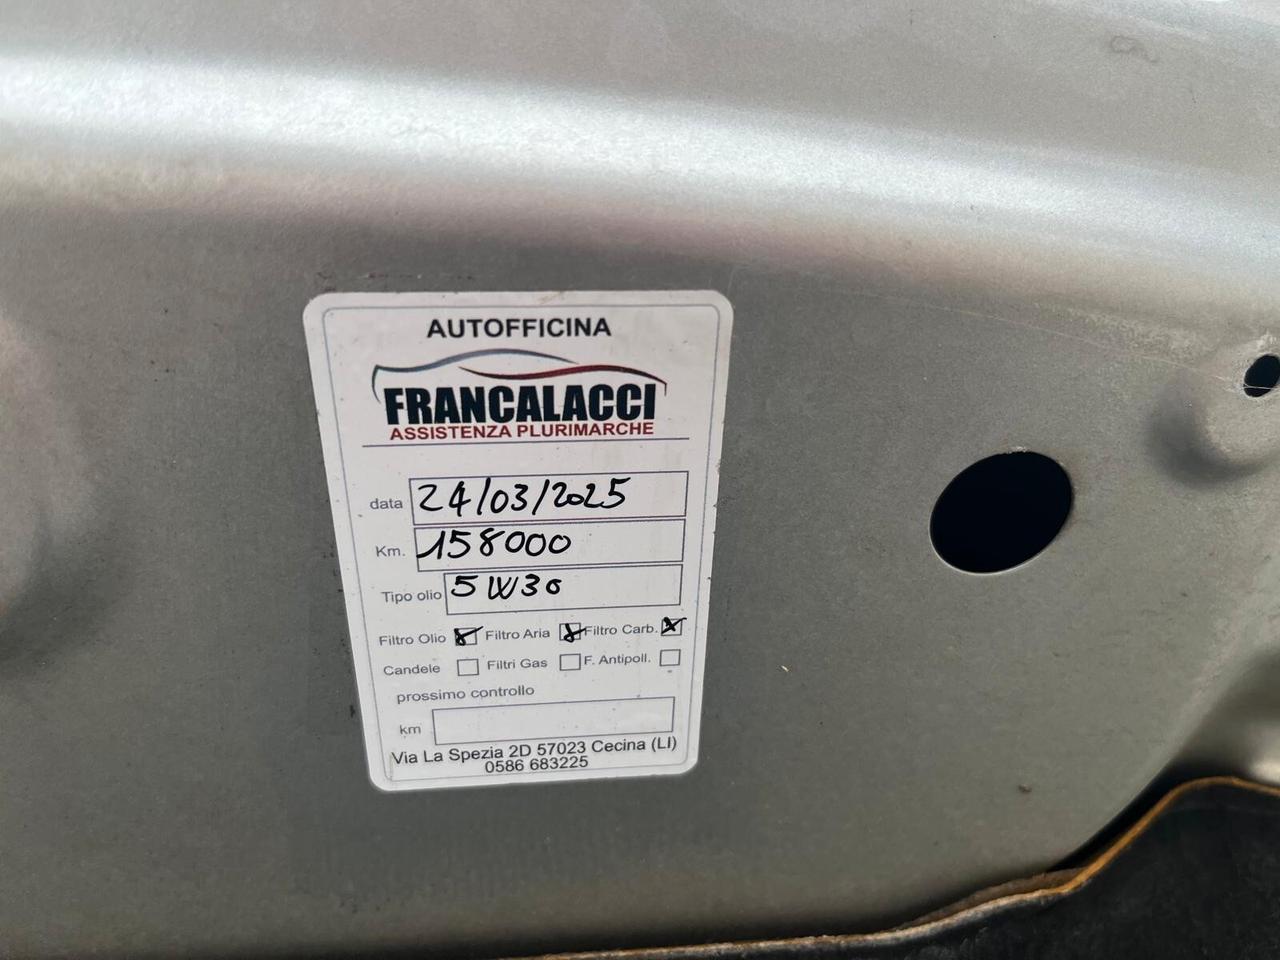 AUTOFFICINA
FRANCALACCI
ASSISTENZA PLURIMARCHE
data 24/03/2025
Km. 158000
Tipo olio 5W30
Filtro Olio Filtro Aria Filtro Carb.
Candele Filtri Gas F. Antipoll.
prossimo controllo
km
Via La Spezia 2D 57023 Cecina (LI)
0586 683225